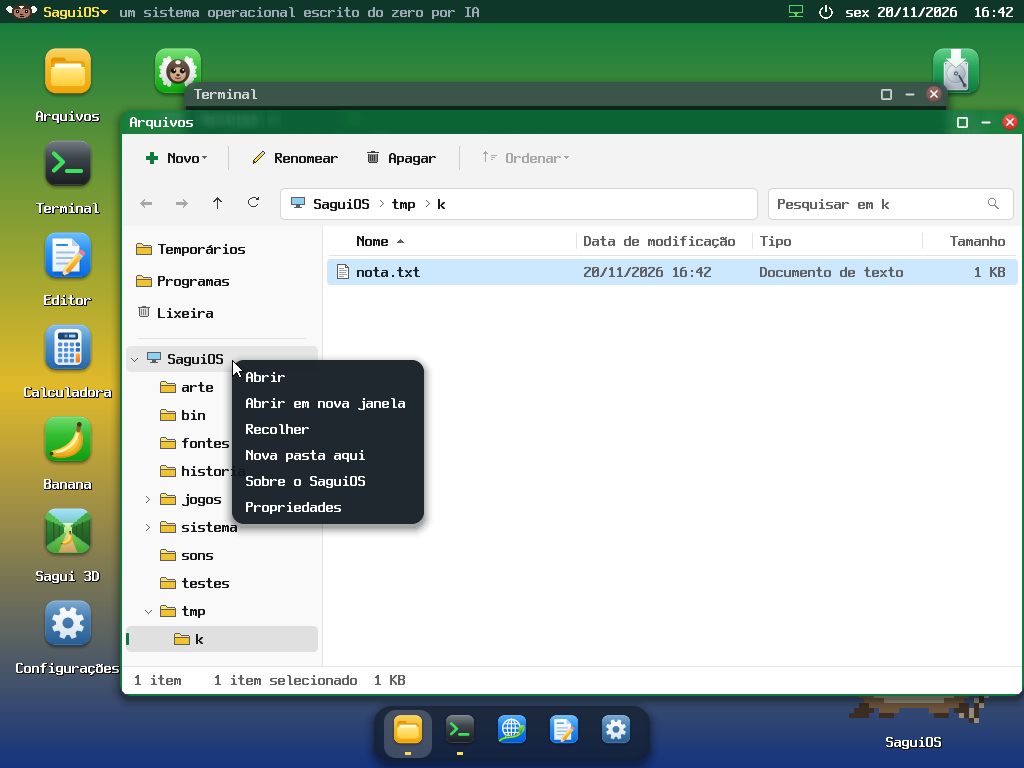 SaguiOS um sistema operacional escrito do zero por IA sex 20/11/2026 16:42
Arquivos
Terminal
Editor
Calculadora
Banana
Sagui 3D
Configurações
Terminal
Arquivos
Novo Renomear Apagar Ordenar
SaguiOS tmp k Pesquisar em k
Temporários
Programas
Lixeira
SaguiOS
arte
bin
fontes
jogos
sistema
sons
testes
tmp
k
Nome Data de modificação Tipo Tamanho
nota.txt 20/11/2026 16:42 Documento de texto 1 KB
Abrir
Abrir em nova janela
Recolher
Nova pasta aqui
Sobre o SaguiOS
Propriedades
1 item 1 item selecionado 1 KB
SaguiOS